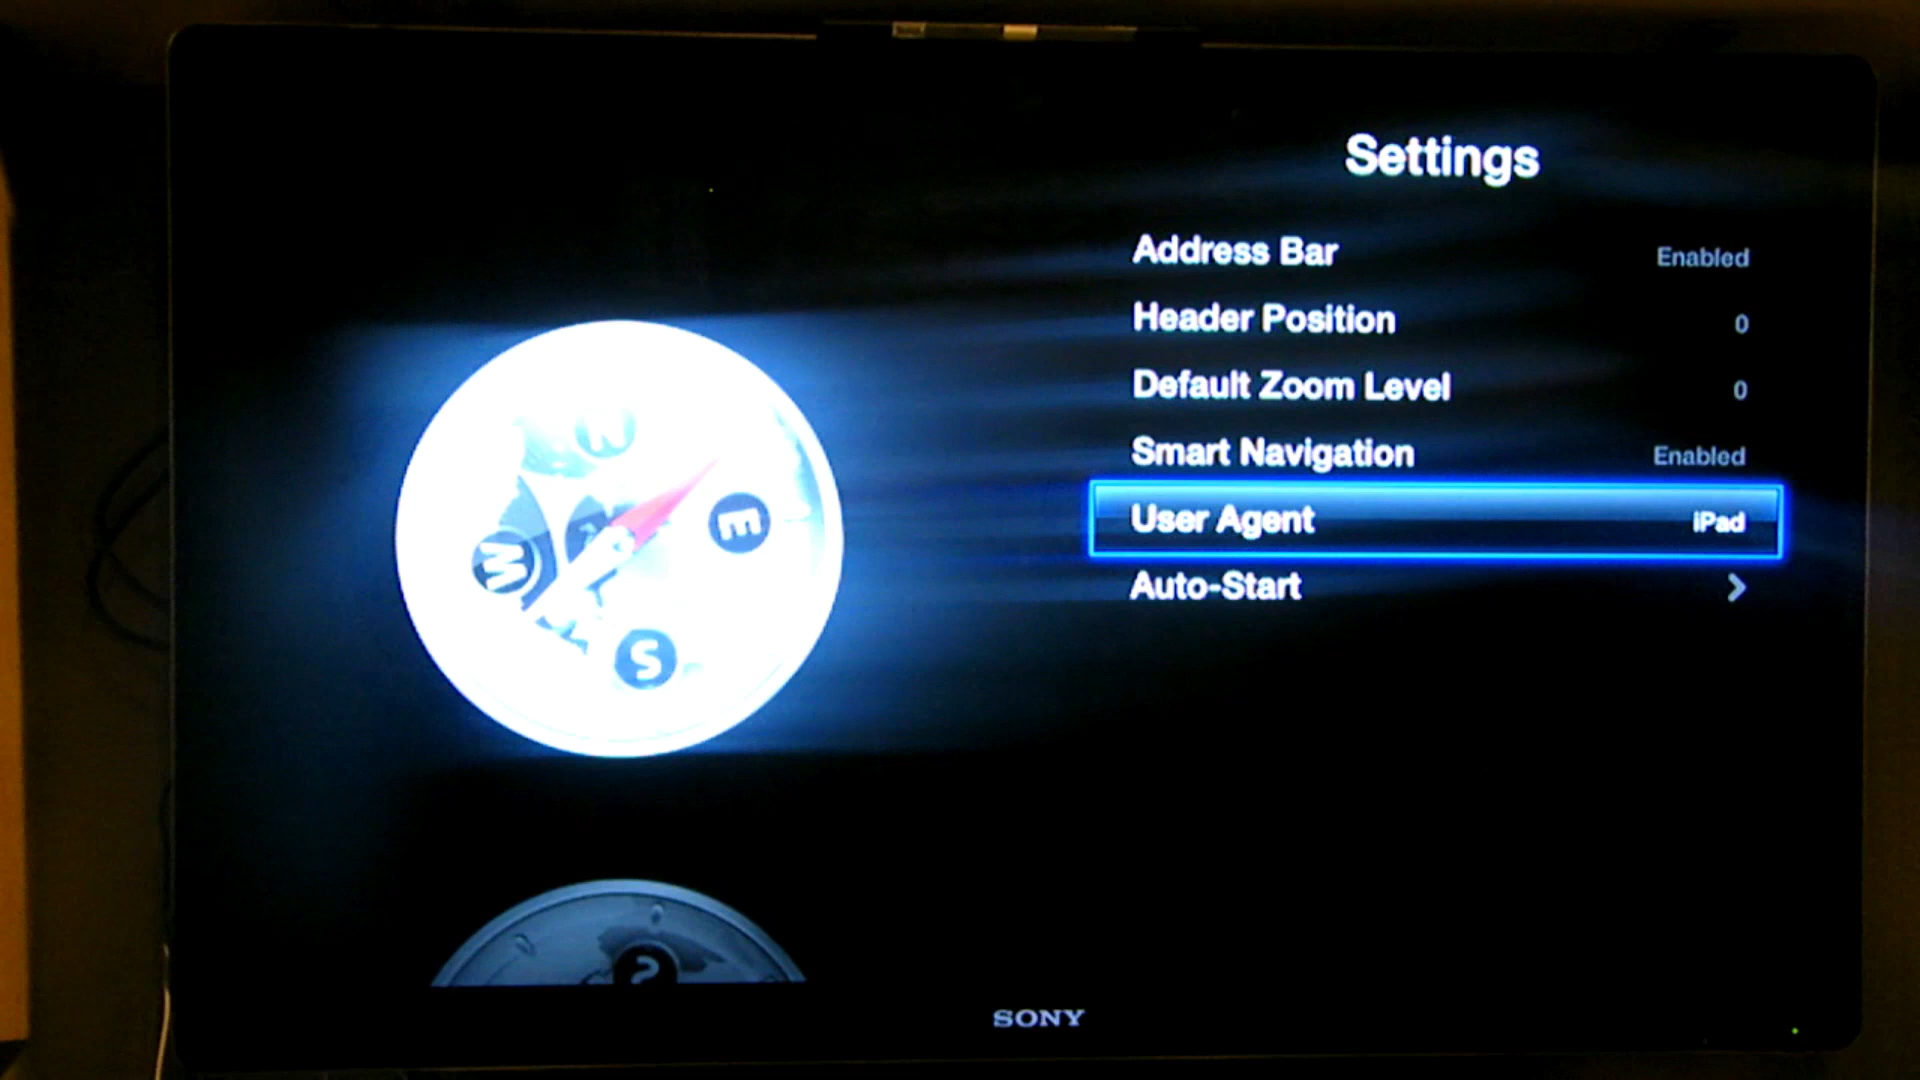 Settings
Address Bar Enabled
Header Position 0
Default Zoom Level 0
Smart Navigation Enabled
User Agent iPad
Auto-Start
N
E
W
S
SONY